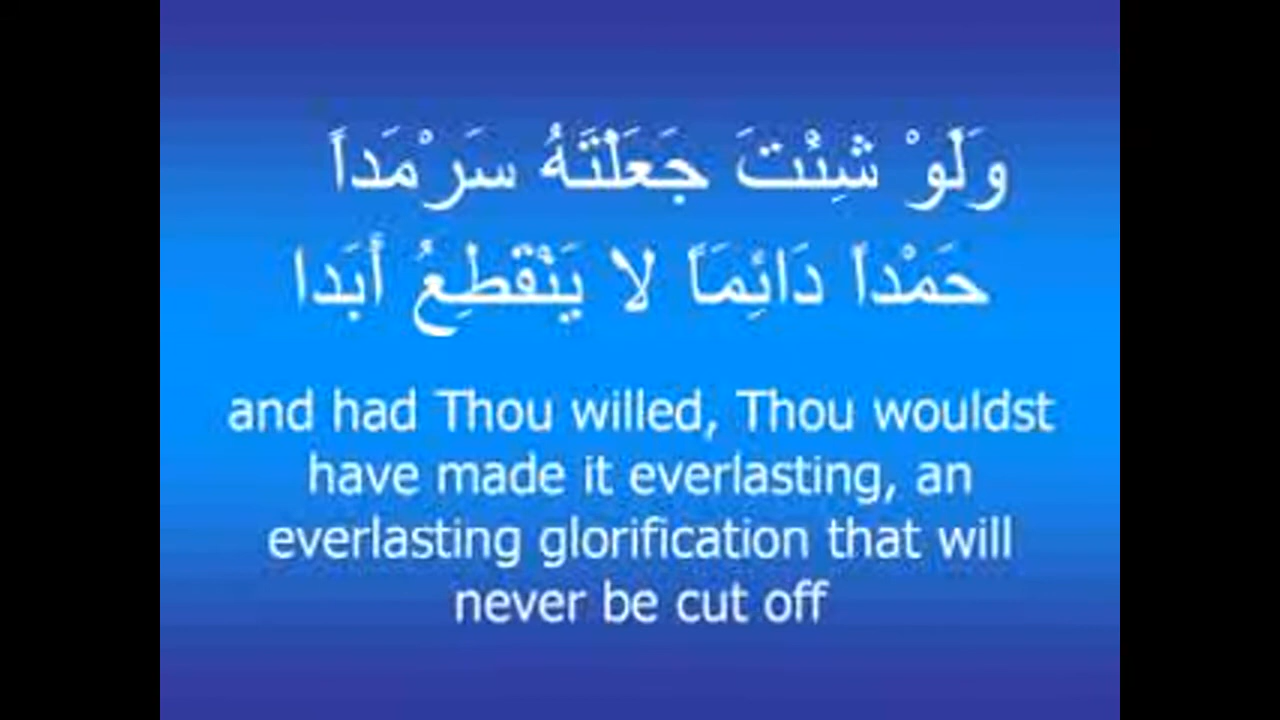 وَلَوْ شِئْتَ جَعَلْتَهُ سَرْمَداً
حَمْداً دَائِمَاً لا يَنْقَطِعُ أَبَدا
and had Thou willed, Thou wouldst
have made it everlasting, an
everlasting glorification that will
never be cut off